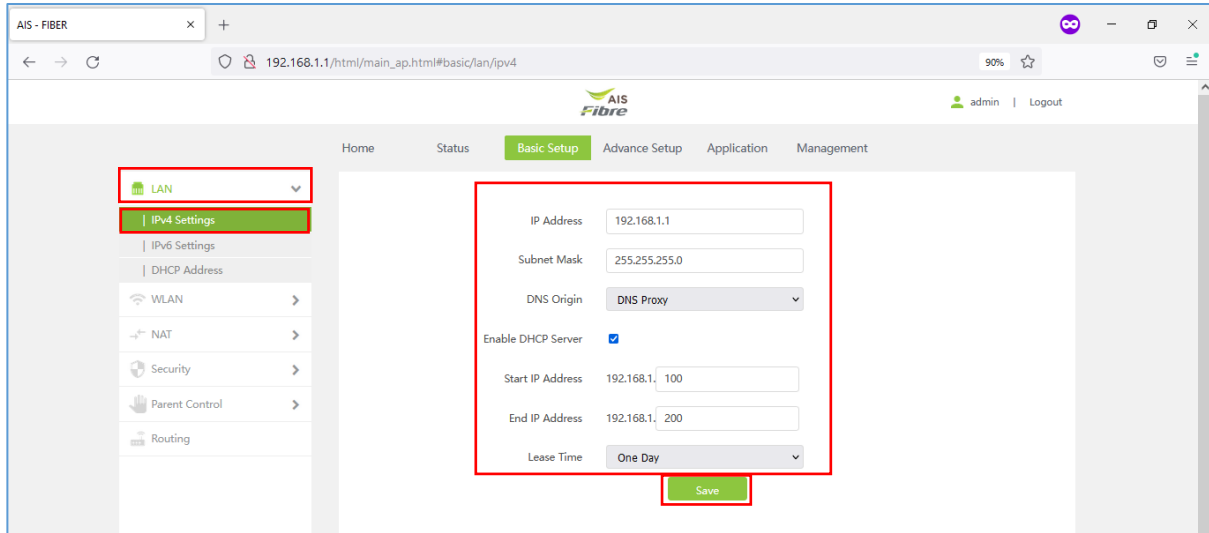 AIS - FIBER
192.168.1.1/html/main_ap.html#basic/lan/ipv4
90%
AIS
Fibre
admin | Logout
Home Status Basic Setup Advance Setup Application Management
LAN
| IPv4 Settings
| IPv6 Settings
| DHCP Address
WLAN
NAT
Security
Parent Control
Routing
IP Address 192.168.1.1
Subnet Mask 255.255.255.0
DNS Origin DNS Proxy
Enable DHCP Server
Start IP Address 192.168.1. 100
End IP Address 192.168.1. 200
Lease Time One Day
Save